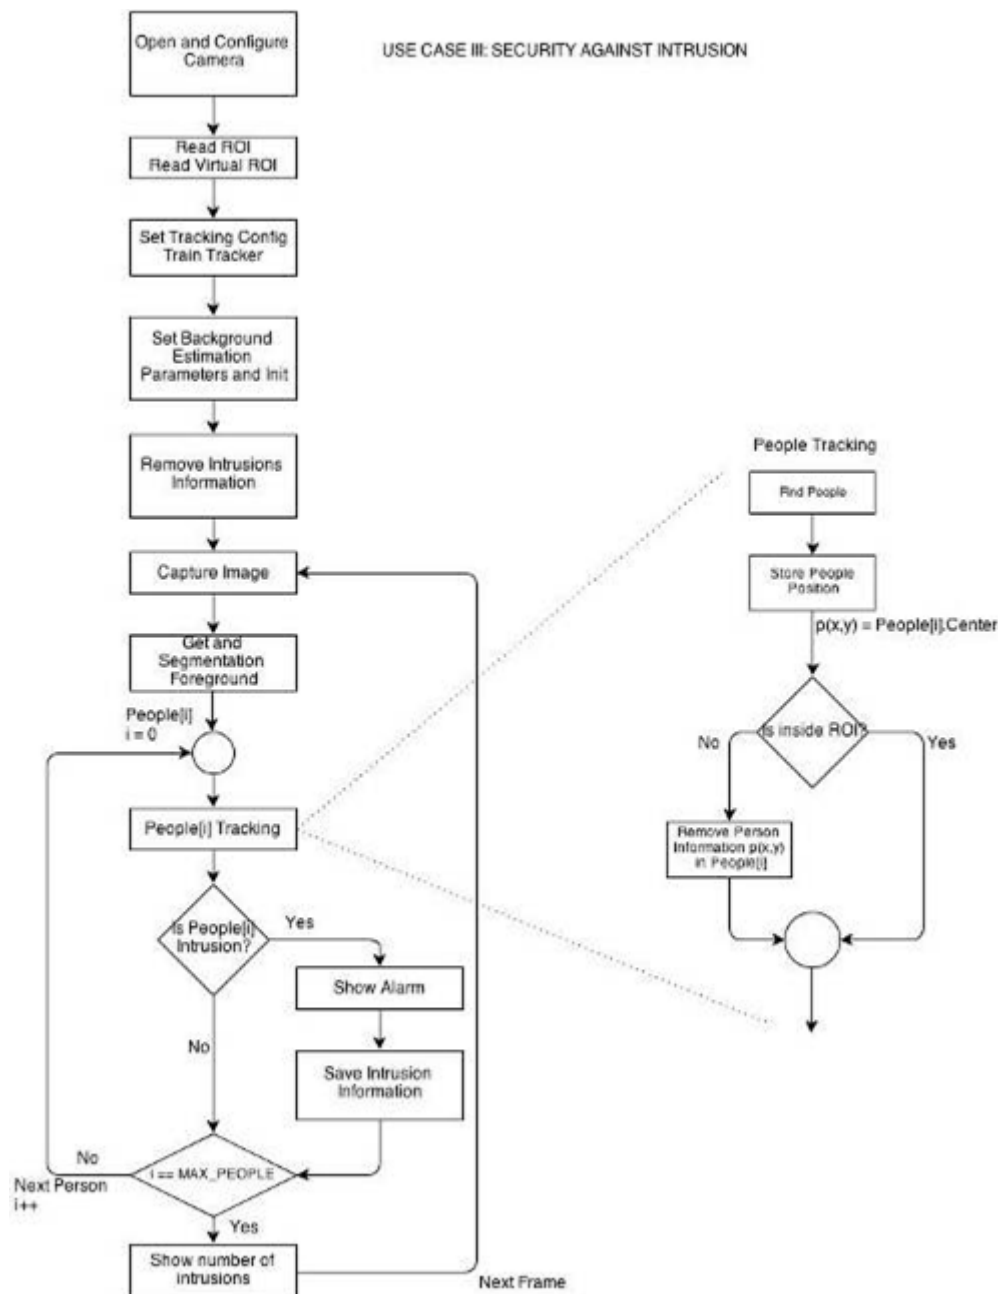 USE CASE III: SECURITY AGAINST INTRUSION
Open and Configure
Camera
Read ROI
Read Virtual ROI
Set Tracking Config
Train Tracker
Set Background
Estimation
Parameters and Init
Remove Intrusions
Information
Capture Image
Get and
Segmentation
Foreground
People[i]
i = 0
People[i] Tracking
Is People[i]
Intrusion?
Yes
Show Alarm
No
Save Intrusion
Information
i == MAX_PEOPLE
No
Next Person
i++
Yes
Show number of
intrusions
Next Frame
People Tracking
Find People
Store People
Position
p(x,y) = People[i].Center
Is inside ROI?
No
Yes
Remove Person
Information p(x,y)
in People[i]